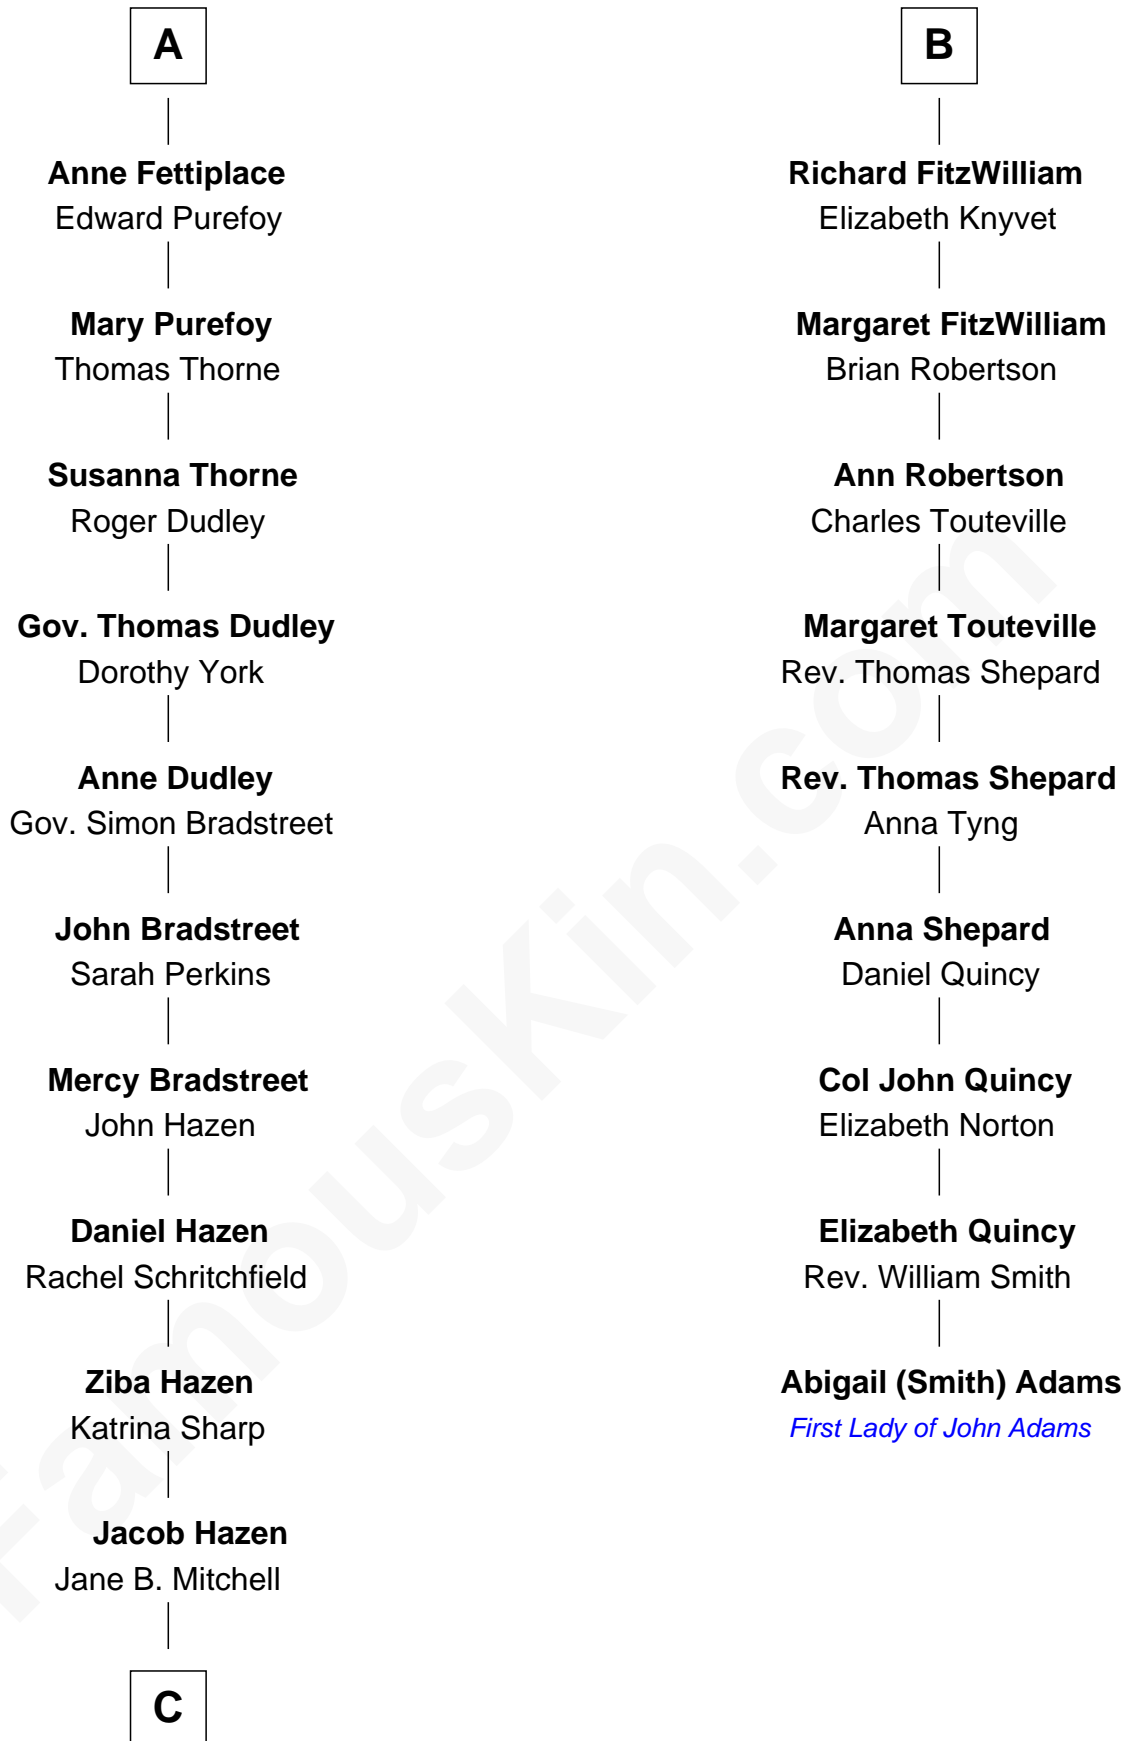 A
Anne Fettiplace
Edward Purefoy
Mary Purefoy
Thomas Thorne
Susanna Thorne
Roger Dudley
Gov. Thomas Dudley
Dorothy York
Anne Dudley
Gov. Simon Bradstreet
John Bradstreet
Sarah Perkins
Mercy Bradstreet
John Hazen
Daniel Hazen
Rachel Schritchfield
Ziba Hazen
Katrina Sharp
Jacob Hazen
Jane B. Mitchell
C
B
Richard FitzWilliam
Elizabeth Knyvet
Margaret FitzWilliam
Brian Robertson
Ann Robertson
Charles Touteville
Margaret Touteville
Rev. Thomas Shepard
Rev. Thomas Shepard
Anna Tyng
Anna Shepard
Daniel Quincy
Col John Quincy
Elizabeth Norton
Elizabeth Quincy
Rev. William Smith
Abigail (Smith) Adams
First Lady of John Adams
FamousKin.com